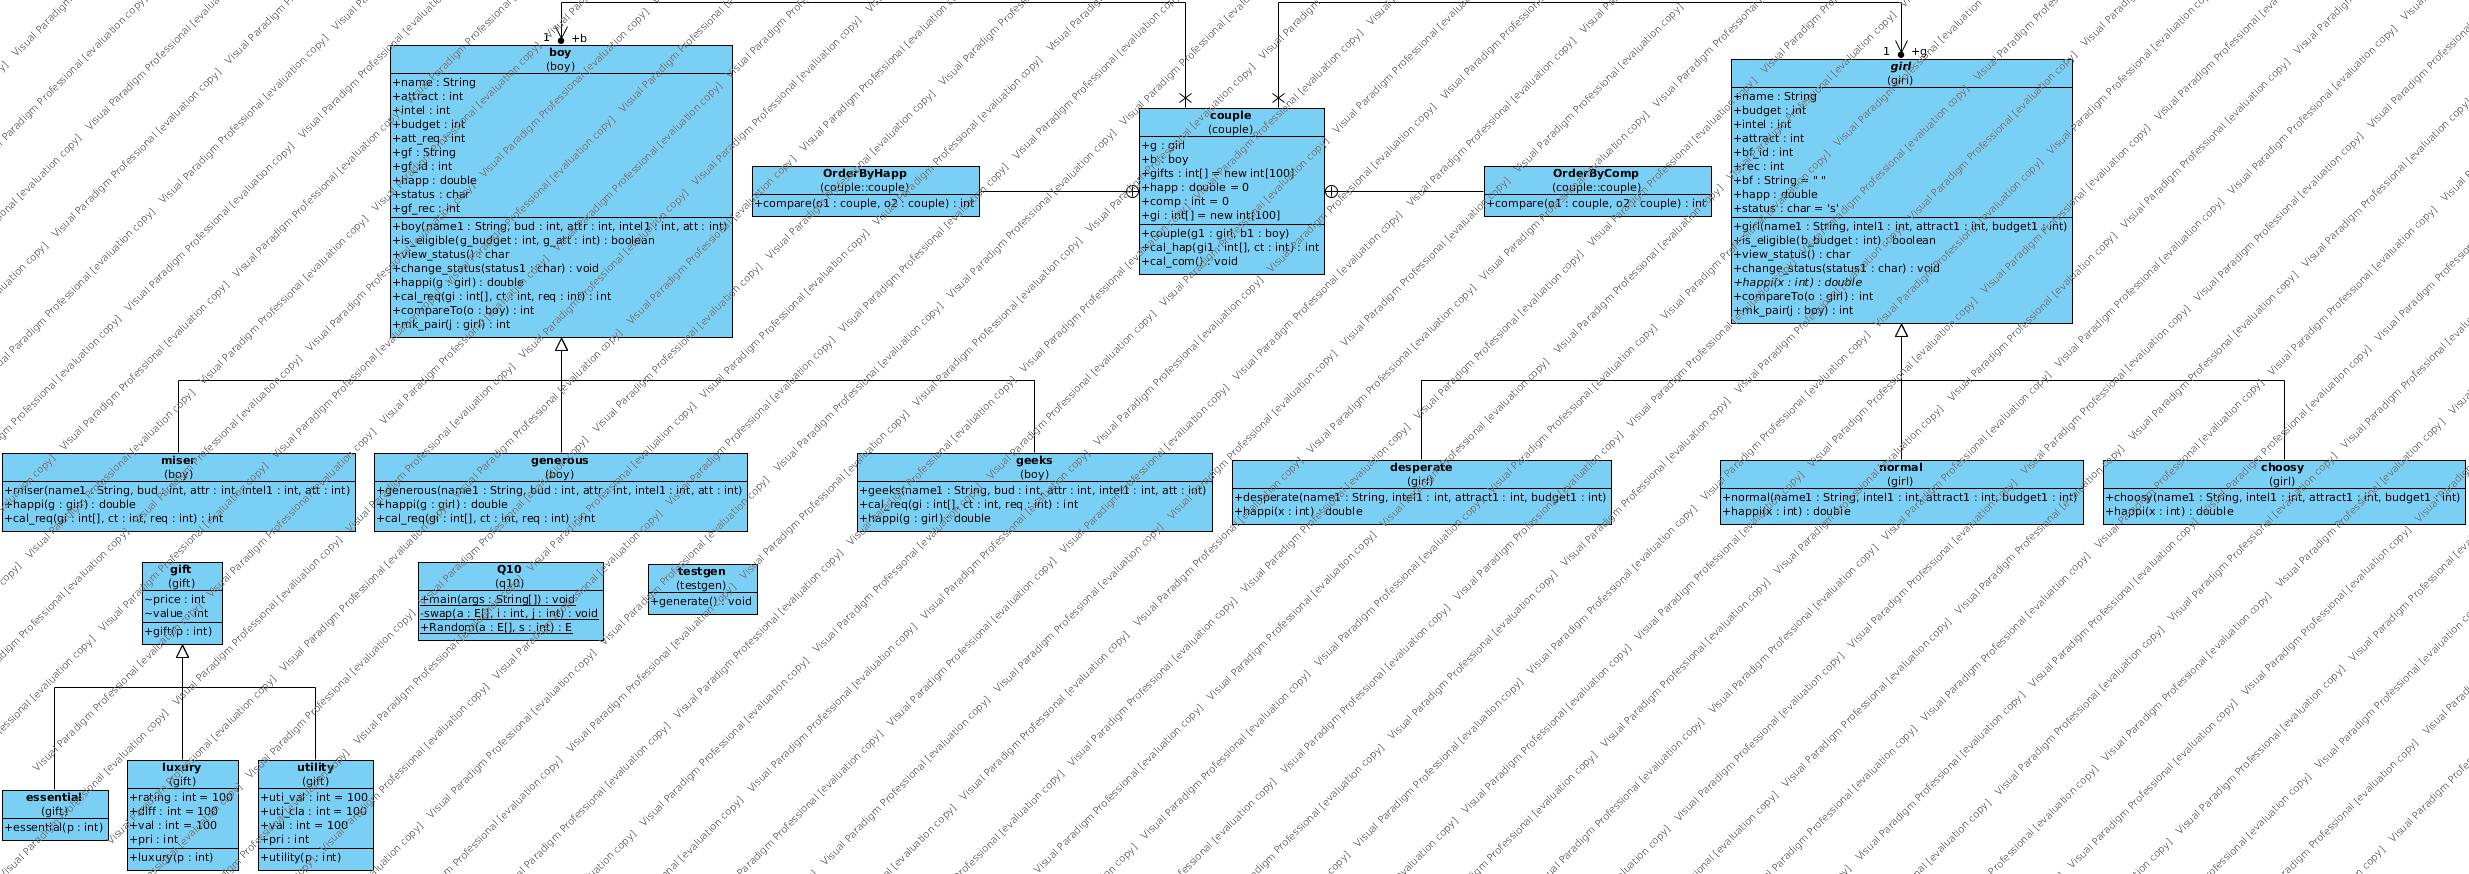 1 +b
boy
(boy)
+name : String
+attract : int
+intel : int
+budget : int
+att_req : int
+gf : String
+gf_id : int
+happ : double
+status : char
+gf_rec : int
+boy(name1 : String, bud : int, attr : int, intel1 : int, att : int)
+is_eligible(g_budget : int, g_att : int) : boolean
+view_status() : char
+change_status(status1 : char) : void
+happi(g : girl) : double
+cal_req(gi : int[], ct : int, req : int) : int
+compareTo(o : boy) : int
+mk_pair(j : girl) : int
OrderByHapp
(couple::couple)
+compare(o1 : couple, o2 : couple) : int
couple
(couple)
+g : girl
+b : boy
+gifts : int[] = new int[100]
+happ : double = 0
+comp : int = 0
+gi : int[] = new int[100]
+couple(g1 : girl, b1 : boy)
+cal_hap(gi1 : int[], ct : int) : int
+cal_com() : void
OrderByComp
(couple::couple)
+compare(o1 : couple, o2 : couple) : int
1 +g
girl
(girl)
+name : String
+budget : int
+intel : int
+attract : int
+bf_id : int
+rec : int
+bf : String = " "
+happ : double
+status : char = 's'
+girl(name1 : String, intel1 : int, attract1 : int, budget1 : int)
+is_eligible(b_budget : int) : boolean
+view_status() : char
+change_status(status1 : char) : void
+happi(x : int) : double
+compareTo(o : girl) : int
+mk_pair(j : boy) : int
miser
(boy)
+miser(name1 : String, bud : int, attr : int, intel1 : int, att : int)
+happi(g : girl) : double
+cal_req(gi : int[], ct : int, req : int) : int
generous
(boy)
+generous(name1 : String, bud : int, attr : int, intel1 : int, att : int)
+happi(g : girl) : double
+cal_req(gi : int[], ct : int, req : int) : int
geeks
(boy)
+geeks(name1 : String, bud : int, attr : int, intel1 : int, att : int)
+cal_req(gi : int[], ct : int, req : int) : int
+happi(g : girl) : double
desperate
(girl)
+desperate(name1 : String, intel1 : int, attract1 : int, budget1 : int)
+happi(x : int) : double
normal
(girl)
+normal(name1 : String, intel1 : int, attract1 : int, budget1 : int)
+happi(x : int) : double
choosy
(girl)
+choosy(name1 : String, intel1 : int, attract1 : int, budget1 : int)
+happi(x : int) : double
gift
(gift)
~price : int
~value : int
+gift(p : int)
Q10
(q10)
+main(args : String[]) : void
-swap(a : E[], i : int, j : int) : void
+Random(a : E[], s : int) : E
testgen
(testgen)
+generate() : void
essential
(gift)
+essential(p : int)
luxury
(gift)
+rating : int = 100
+diff : int = 100
+val : int = 100
+pri : int
+luxury(p : int)
utility
(gift)
+uti_val : int = 100
+uti_cla : int = 100
+val : int = 100
+pri : int
+utility(p : int)
Visual Paradigm Professional [evaluation copy]